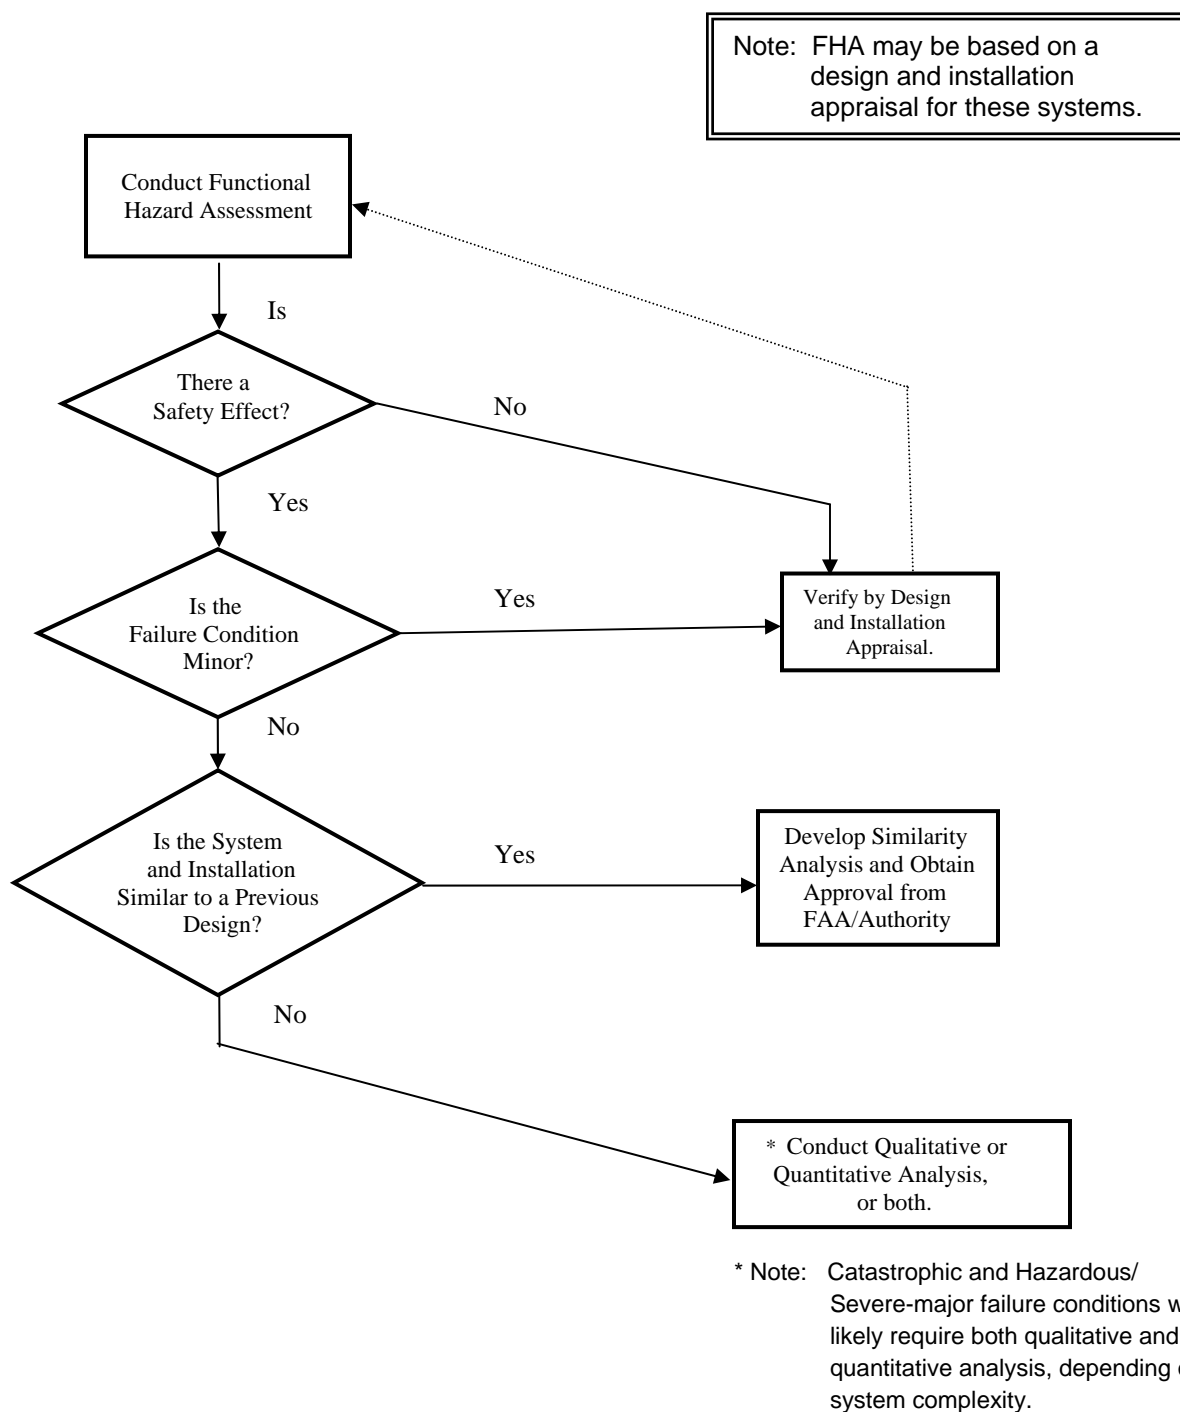 Note: FHA may be based on a
design and installation
appraisal for these systems.
Conduct Functional
Hazard Assessment
Is
There a
Safety Effect?
No
Yes
Is the
Failure Condition
Minor?
Yes
Verify by Design
and Installation
Appraisal.
No
Is the System
and Installation
Similar to a Previous
Design?
Yes
Develop Similarity
Analysis and Obtain
Approval from
FAA/Authority
No
* Conduct Qualitative or
Quantitative Analysis,
or both.
* Note: Catastrophic and Hazardous/
Severe-major failure conditions
likely require both qualitative and
quantitative analysis, depending
system complexity.